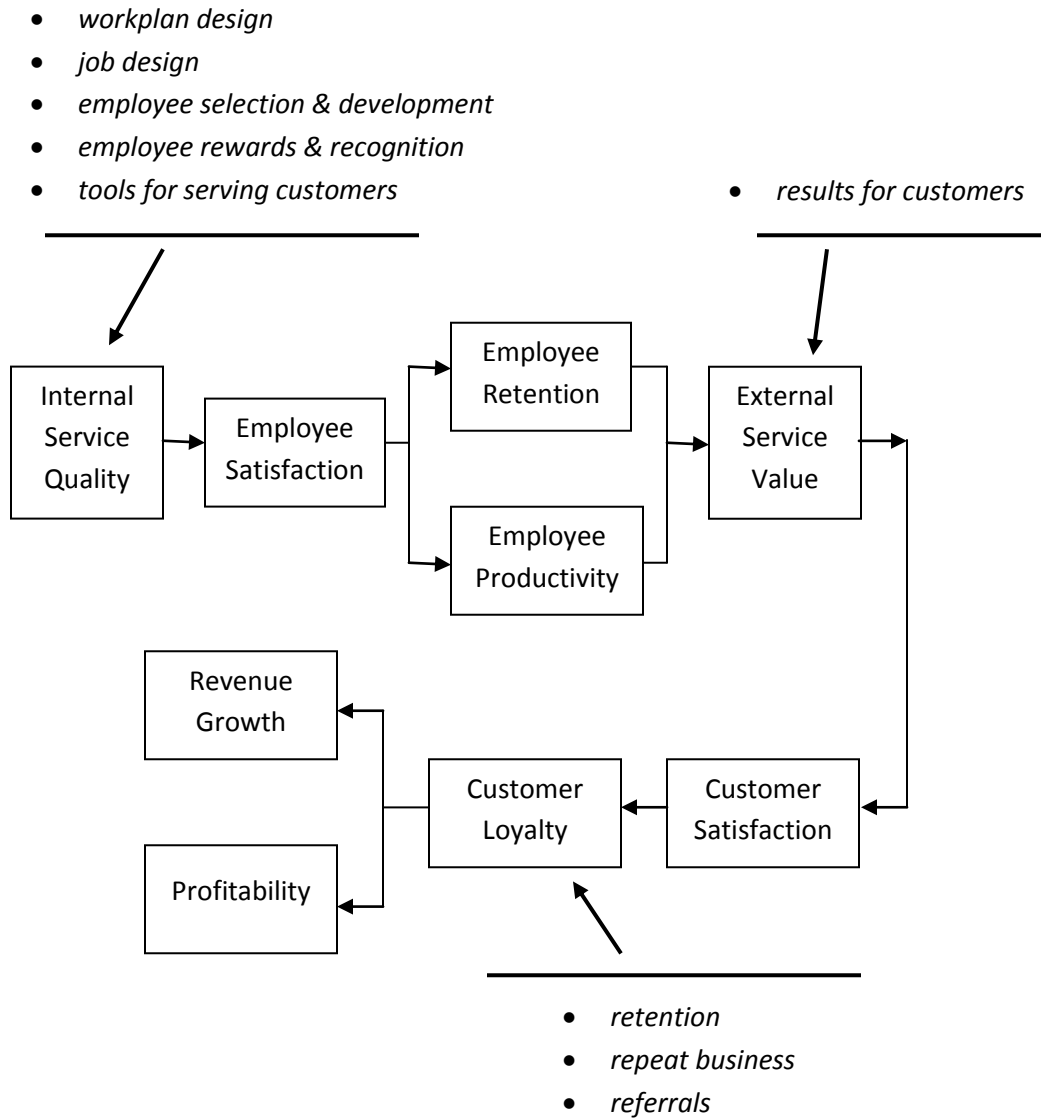 • workplan design
• job design
• employee selection & development
• employee rewards & recognition
• tools for serving customers
• results for customers
Internal
Service
Quality
Employee
Satisfaction
Employee
Retention
Employee
Productivity
External
Service
Value
Revenue
Growth
Profitability
Customer
Loyalty
Customer
Satisfaction
• retention
• repeat business
• referrals